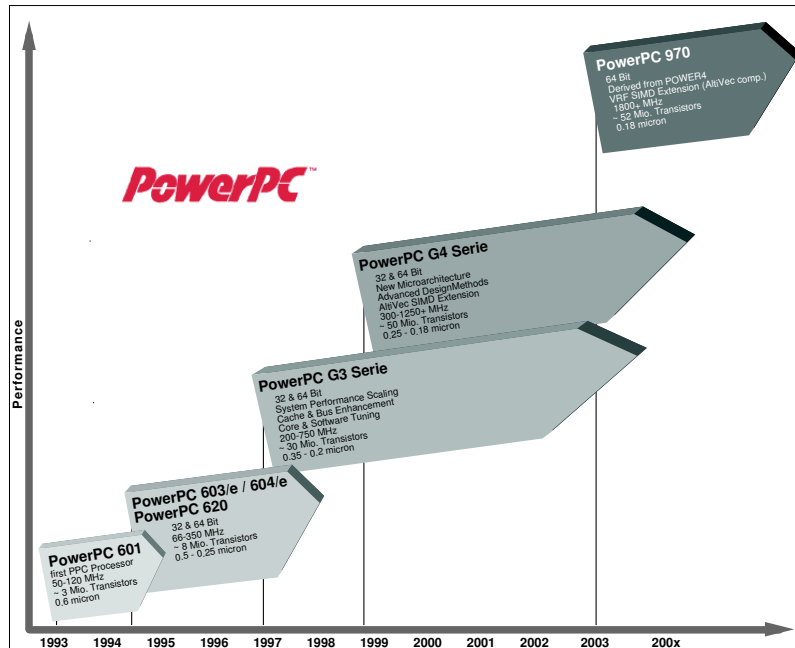 PowerPC 970
64 Bit
Derived from POWER4
VRF SIMD Extension (AltiVec comp.)
1800+ MHz
~ 52 Mio. Transistors
0.18 micron
PowerPC™
PowerPC G4 Serie
32 & 64 Bit
New Microarchitecture
Advanced DesignMethods
AltiVec SIMD Extension
300-1250+ MHz
~ 50 Mio. Transistors
0.25 - 0.18 micron
Performance
PowerPC G3 Serie
32 & 64 Bit
System Performance Scaling
Cache & Bus Enhancement
Core & Software Tuning
200-750 MHz
~ 30 Mio. Transistors
0.35 - 0.2 micron
PowerPC 603/e / 604/e
PowerPC 620
32 & 64 Bit
66-350 MHz
~ 8 Mio. Transistors
0.5 - 0.25 micron
PowerPC 601
first PPC Processor
50-120 MHz
~ 3 Mio. Transistors
0.6 micron
1993 1994 1995 1996 1997 1998 1999 2000 2001 2002 2003 200x